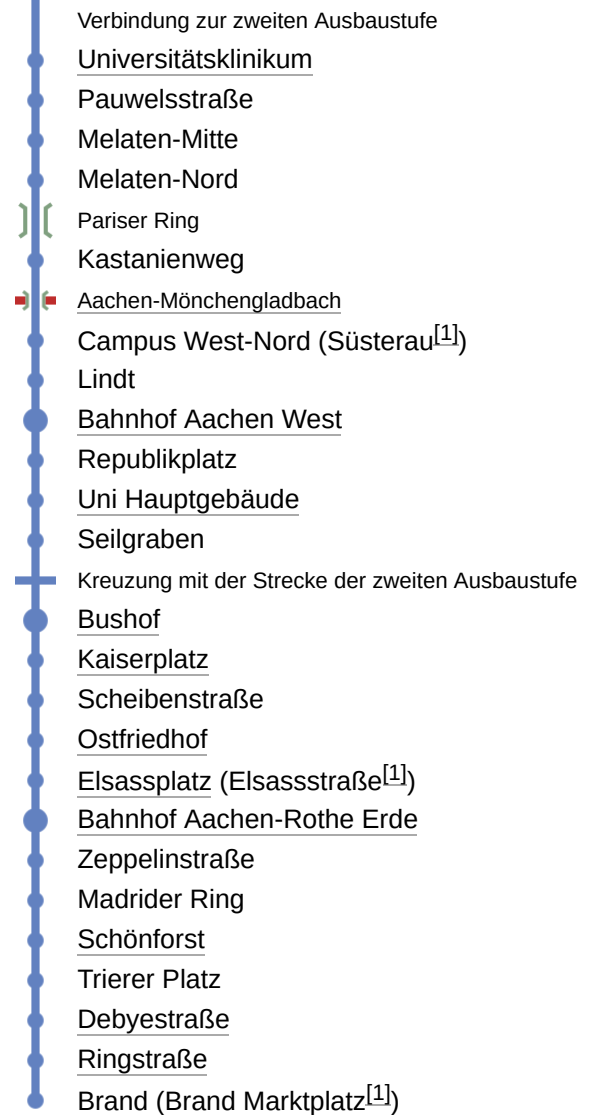 Verbindung zur zweiten Ausbaustufe
Universitätsklinikum
Pauwelsstraße
Melaten-Mitte
Melaten-Nord
Pariser Ring
Kastanienweg
Aachen-Mönchengladbach
Campus West-Nord (Süsterau[1])
Lindt
Bahnhof Aachen West
Republikplatz
Uni Hauptgebäude
Seilgraben
Kreuzung mit der Strecke der zweiten Ausbaustufe
Bushof
Kaiserplatz
Scheibenstraße
Ostfriedhof
Elsassplatz (Elsassstraße[1])
Bahnhof Aachen-Rothe Erde
Zeppelinstraße
Madrider Ring
Schönforst
Trierer Platz
Debyestraße
Ringstraße
Brand (Brand Marktplatz[1])